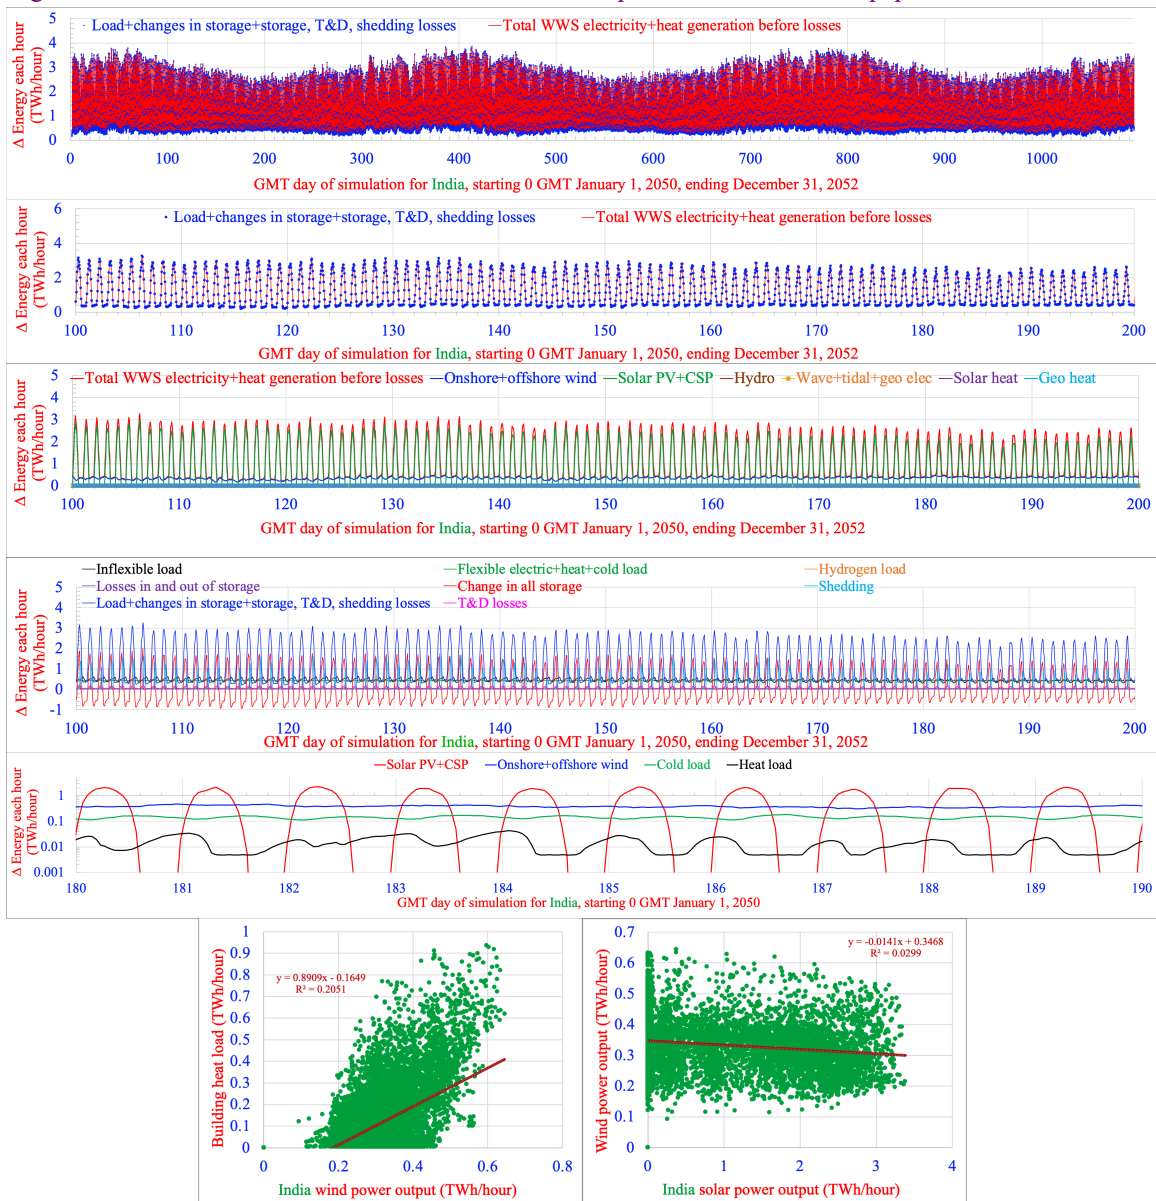 Load+changes in storage+storage, T&D, shedding losses
Total WWS electricity+heat generation before losses
Δ Energy each hour
(TWh/hour)
5
4
3
2
1
0
0 100 200 300 400 500 600 700 800 900 1000
GMT day of simulation for India, starting 0 GMT January 1, 2050, ending December 31, 2052
Load+changes in storage+storage, T&D, shedding losses
Total WWS electricity+heat generation before losses
Δ Energy each hour
(TWh/hour)
6
4
2
0
100 110 120 130 140 150 160 170 180 190 200
GMT day of simulation for India, starting 0 GMT January 1, 2050, ending December 31, 2052
Total WWS electricity+heat generation before losses Onshore+offshore wind Solar PV+CSP Hydro Wave+tidal+geo elec Solar heat Geo heat
Δ Energy each hour
(TWh/hour)
5
4
3
2
1
0
100 110 120 130 140 150 160 170 180 190 200
GMT day of simulation for India, starting 0 GMT January 1, 2050, ending December 31, 2052
Inflexible load Flexible electric+heat+cold load Hydrogen load
Losses in and out of storage Change in all storage Shedding
Load+changes in storage+storage, T&D, shedding losses T&D losses
Δ Energy each hour
(TWh/hour)
5
4
3
2
1
0
-1
100 110 120 130 140 150 160 170 180 190 200
GMT day of simulation for India, starting 0 GMT January 1, 2050, ending December 31, 2052
Solar PV+CSP Onshore+offshore wind Cold load Heat load
Δ Energy each hour
(TWh/hour)
1
0.1
0.01
0.001
180 181 182 183 184 185 186 187 188 189 190
GMT day of simulation for India, starting 0 GMT January 1, 2050
Building heat load (TWh/hour)
1
0.9
0.8
0.7
0.6
0.5
0.4
0.3
0.2
0.1
0
y = 0.8909x - 0.1649
R² = 0.2051
0 0.2 0.4 0.6 0.8
India wind power output (TWh/hour)
Wind power output (TWh/hour)
0.7
0.6
0.5
0.4
0.3
0.2
0.1
0
y = -0.0141x + 0.3468
R² = 0.0299
0 1 2 3 4
India solar power output (TWh/hour)